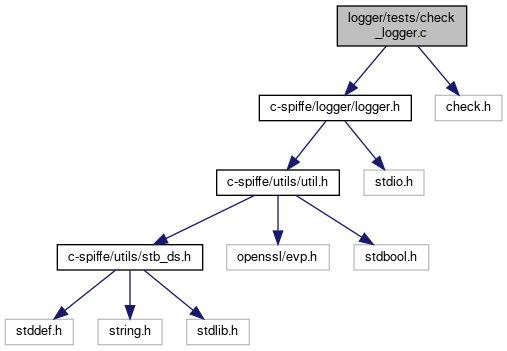 logger/tests/check
_logger.c
c-spiffe/logger/logger.h
check.h
c-spiffe/utils/util.h
stdio.h
c-spiffe/utils/stb_ds.h
openssl/evp.h
stdbool.h
stddef.h
string.h
stdlib.h